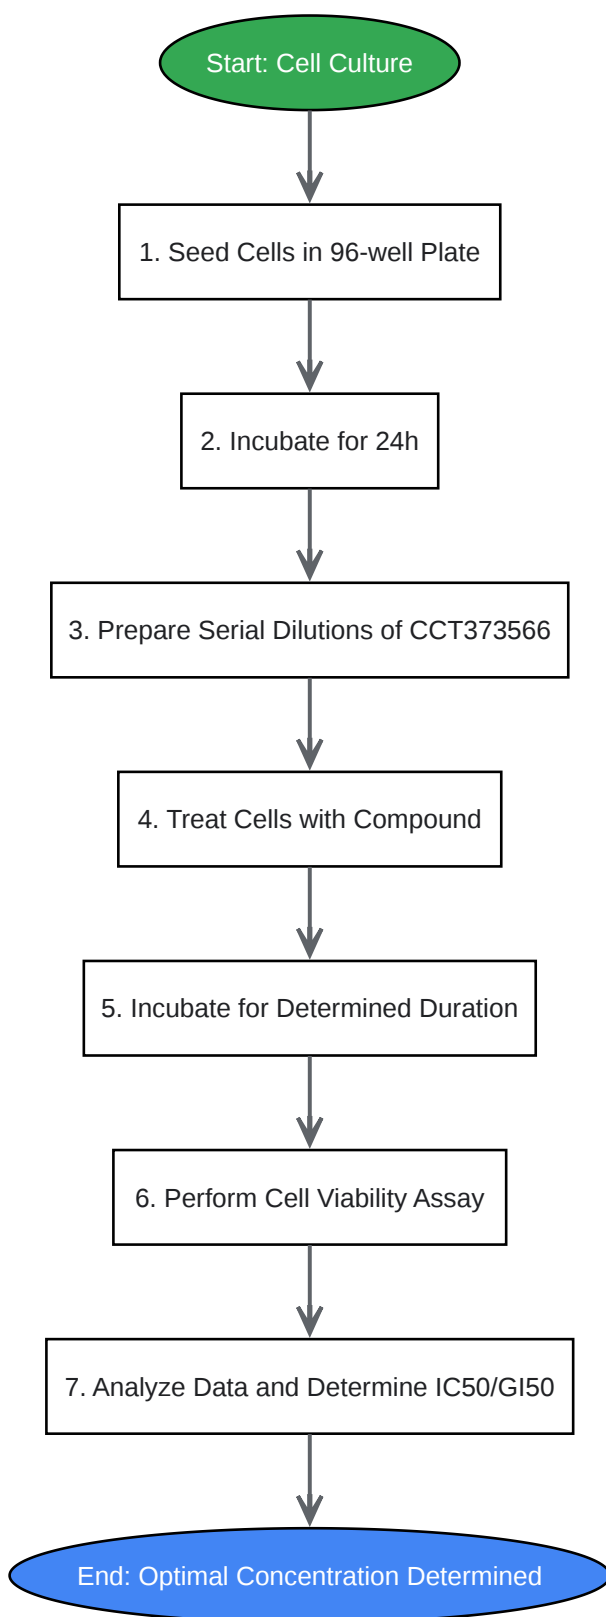 Start: Cell Culture
1. Seed Cells in 96-well Plate
2. Incubate for 24h
3. Prepare Serial Dilutions of CCT373566
4. Treat Cells with Compound
5. Incubate for Determined Duration
6. Perform Cell Viability Assay
7. Analyze Data and Determine IC50/GI50
End: Optimal Concentration Determined